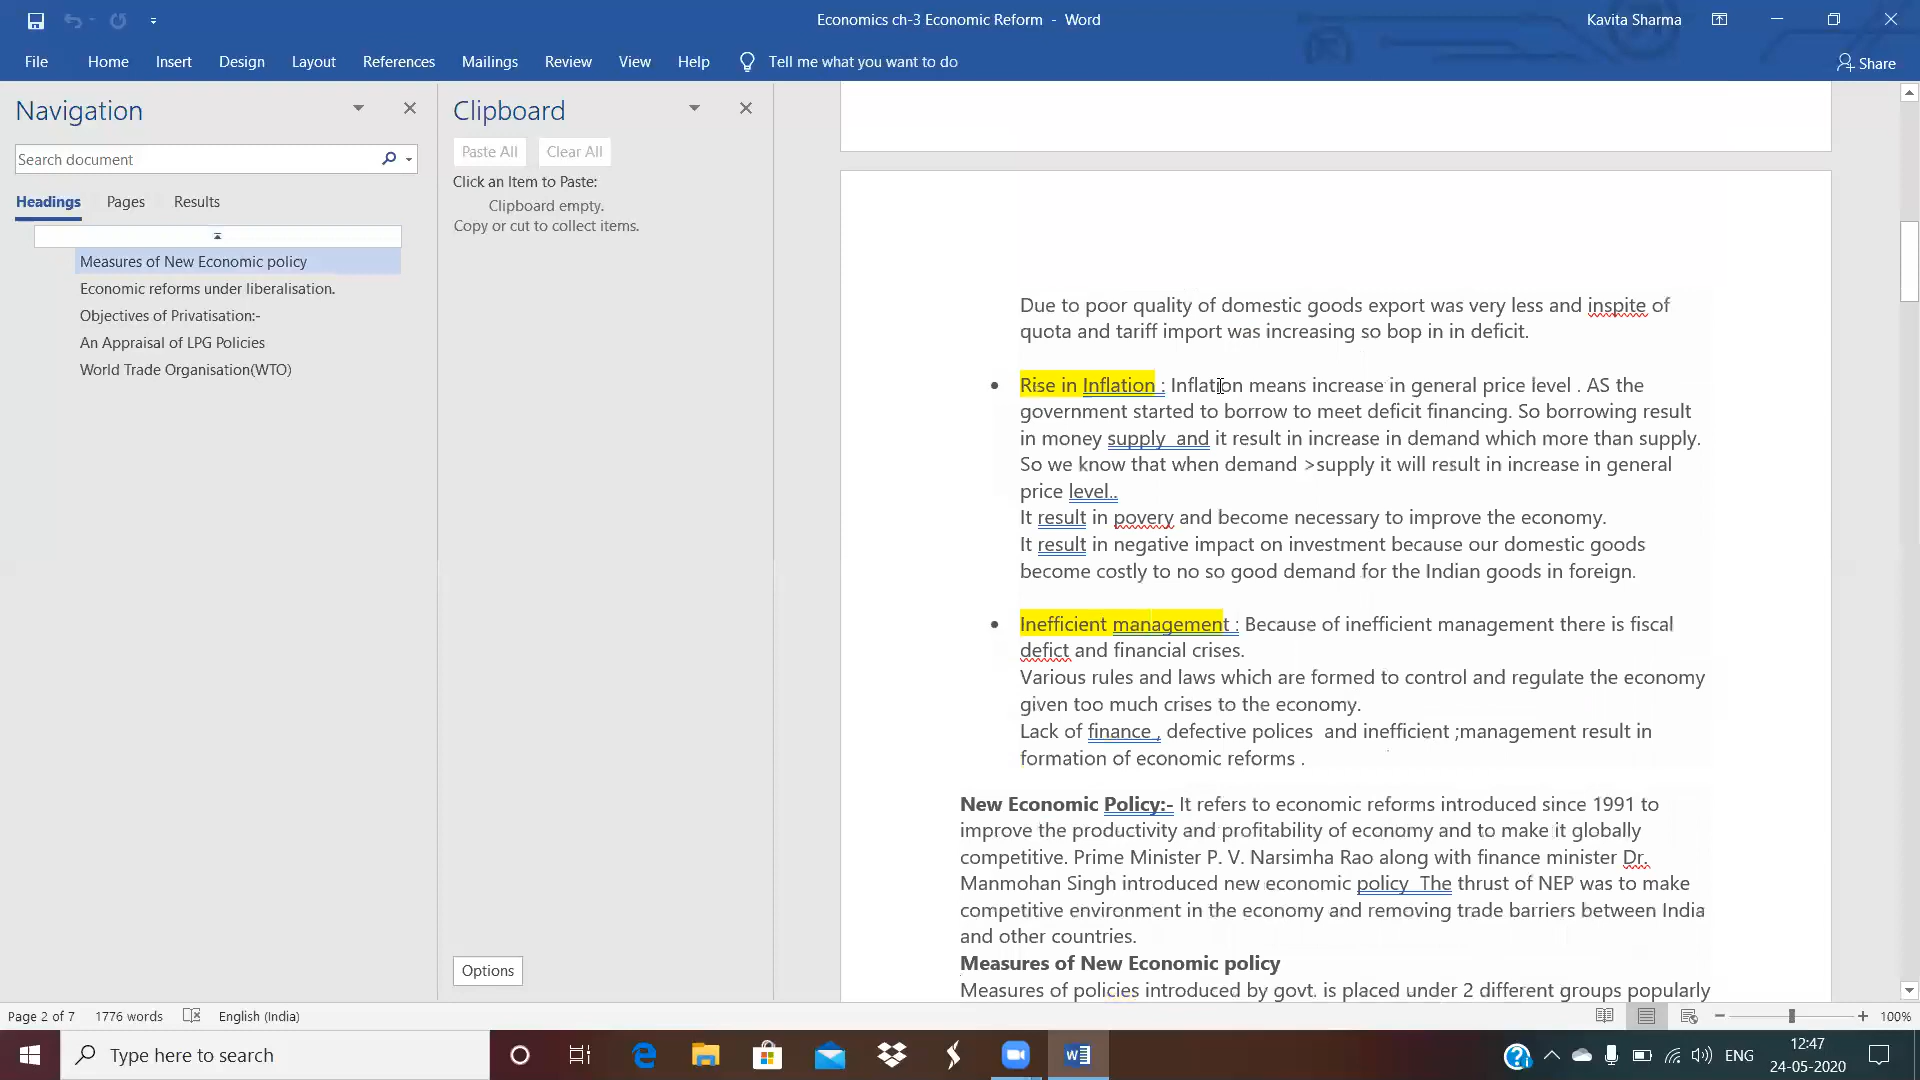 Economics ch-3 Economic Reform - Word
Kavita Sharma
File Home Insert Design Layout References Mailings Review View Help Tell me what you want to do
Share
Navigation
Search document
Headings Pages Results
Measures of New Economic policy
Economic reforms under liberalisation.
Objectives of Privatisation:-
An Appraisal of LPG Policies
World Trade Organisation(WTO)
Clipboard
Paste All Clear All
Click an Item to Paste:
Clipboard empty.
Copy or cut to collect items.
Options
Due to poor quality of domestic goods export was very less and inspite of
quota and tariff import was increasing so bop in in deficit.
• Rise in Inflation : Inflation means increase in general price level . AS the
government started to borrow to meet deficit financing. So borrowing result
in money supply and it result in increase in demand which more than supply.
So we know that when demand >supply it will result in increase in general
price level..
It result in povery and become necessary to improve the economy.
It result in negative impact on investment because our domestic goods
become costly to no so good demand for the Indian goods in foreign.
• Inefficient management : Because of inefficient management there is fiscal
defict and financial crises.
Various rules and laws which are formed to control and regulate the economy
given too much crises to the economy.
Lack of finance , defective polices and inefficient ;management result in
formation of economic reforms .
New Economic Policy:- It refers to economic reforms introduced since 1991 to
improve the productivity and profitability of economy and to make it globally
competitive. Prime Minister P. V. Narsimha Rao along with finance minister Dr.
Manmohan Singh introduced new economic policy The thrust of NEP was to make
competitive environment in the economy and removing trade barriers between India
and other countries.
Measures of New Economic policy
Measures of policies introduced by govt. is placed under 2 different groups popularly
Page 2 of 7 1776 words English (India)
100%
Type here to search
ENG
12:47
24-05-2020